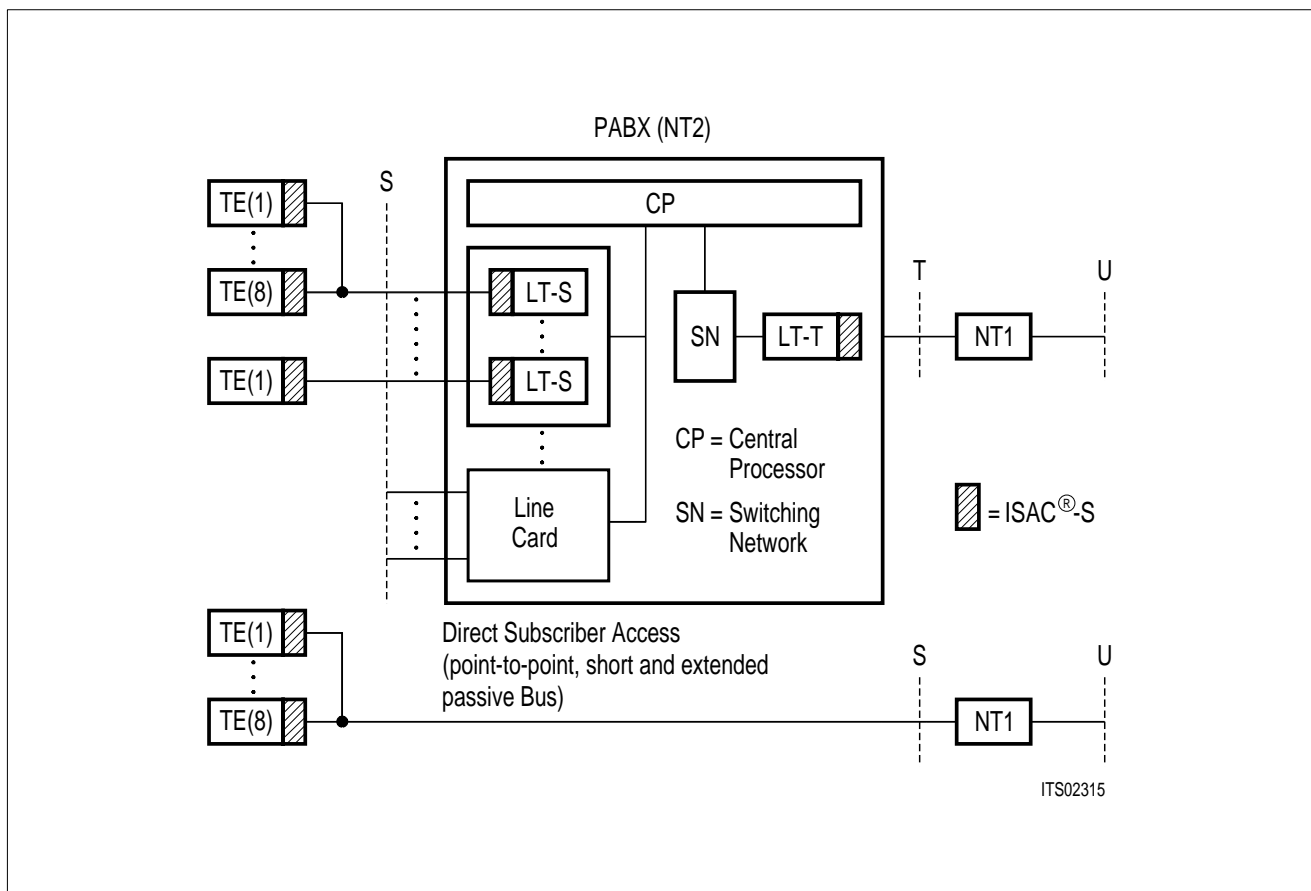 PABX (NT2)
S
TE(1)
TE(8)
TE(1)
CP
LT-S
LT-S
SN
LT-T
T
U
NT1
CP = Central
Processor
SN = Switching
Network
Line
Card
= ISAC®-S
TE(1)
TE(8)
Direct Subscriber Access
(point-to-point, short and extended
passive Bus)
S
U
NT1
ITS02315